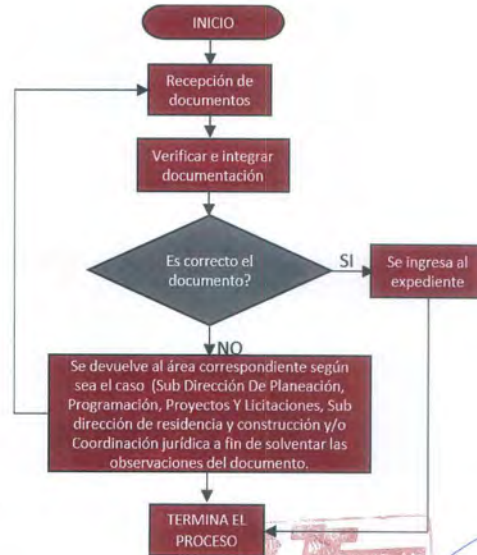 INICIO
Recepción de
documentos
Verificar e integrar
documentación
Es correcto el
documento?
SI
Se ingresa al
expediente
NO
Se devuelve al área correspondiente según
sea el caso (Sub Dirección De Planeación,
Programación, Proyectos Y Licitaciones, Sub
dirección de residencia y construcción y/o
Coordinación jurídica a fin de solventar las
observaciones del documento.
TERMINA EL
PROCESO